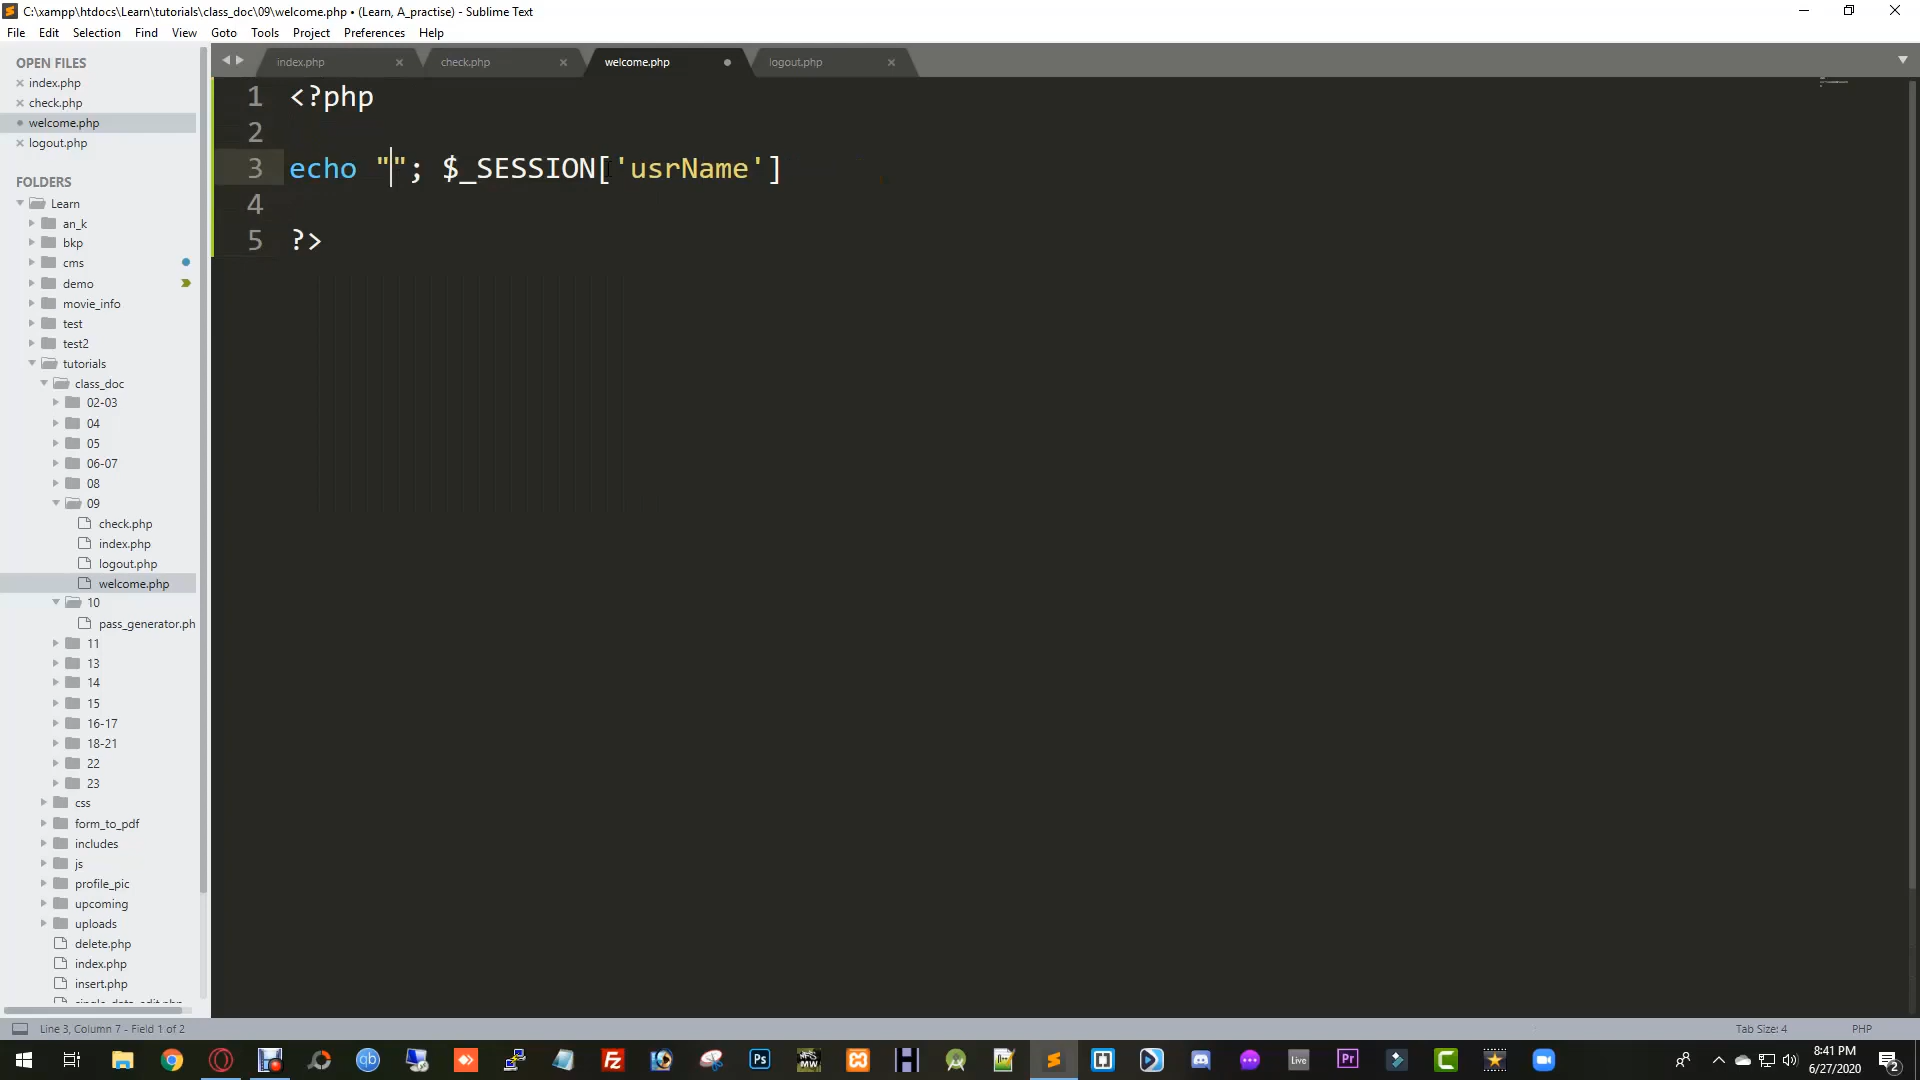 C:\xampp\htdocs\Learn\tutorials\class_doc\09\welcome.php • (Learn, A_practise) - Sublime Text
File Edit Selection Find View Goto Tools Project Preferences Help
OPEN FILES
index.php
check.php
welcome.php
logout.php
FOLDERS
Learn
an_k
bkp
cms
demo
movie_info
test
test2
tutorials
class_doc
02-03
04
05
06-07
08
09
check.php
index.php
logout.php
welcome.php
10
pass_generator.ph
11
13
14
15
16-17
18-21
22
23
css
form_to_pdf
includes
js
profile_pic
upcoming
uploads
delete.php
index.php
insert.php
index.php check.php welcome.php logout.php
1 <?php
2
3 echo ""; $_SESSION['usrName']
4
5 ?>
Line 3, Column 7 - Field 1 of 2 Tab Size: 4 PHP
qb Ps Live Pr
8:41 PM
6/27/2020
2